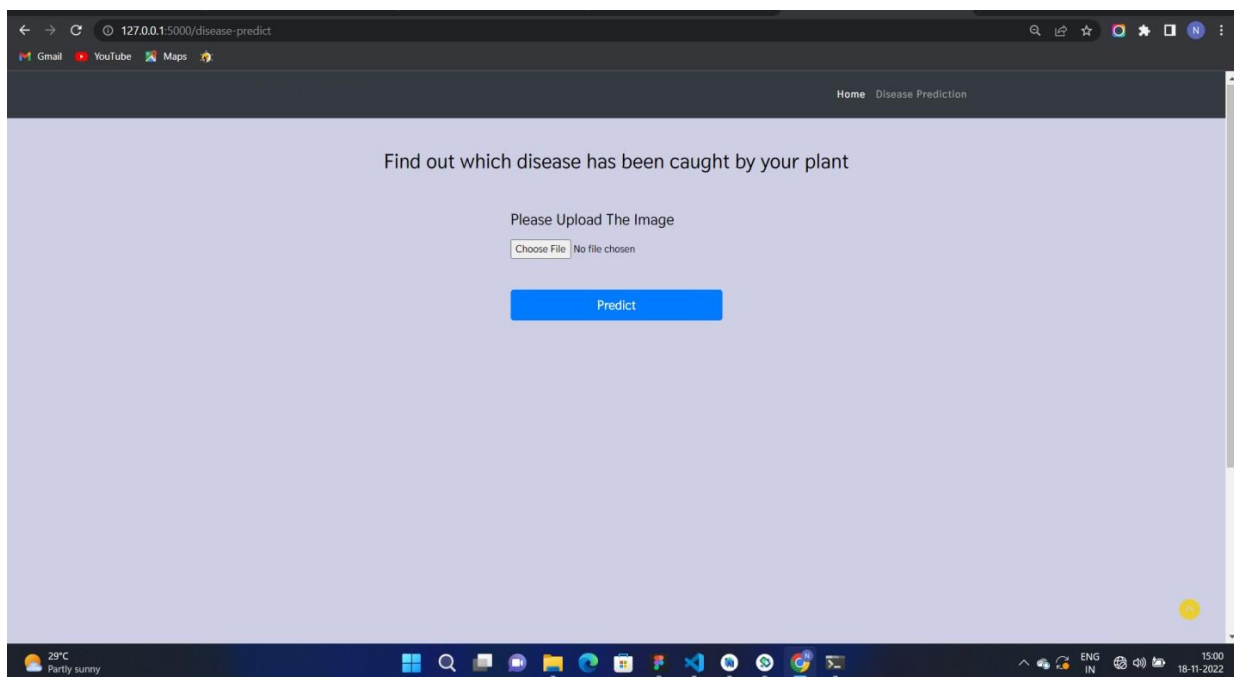 127.0.0.1:5000/disease-predict
Gmail YouTube Maps
N
Home Disease Prediction
Find out which disease has been caught by your plant
Please Upload The Image
Choose File No file chosen
Predict
29°C
Partly sunny
ENG
IN
15:00
18-11-2022